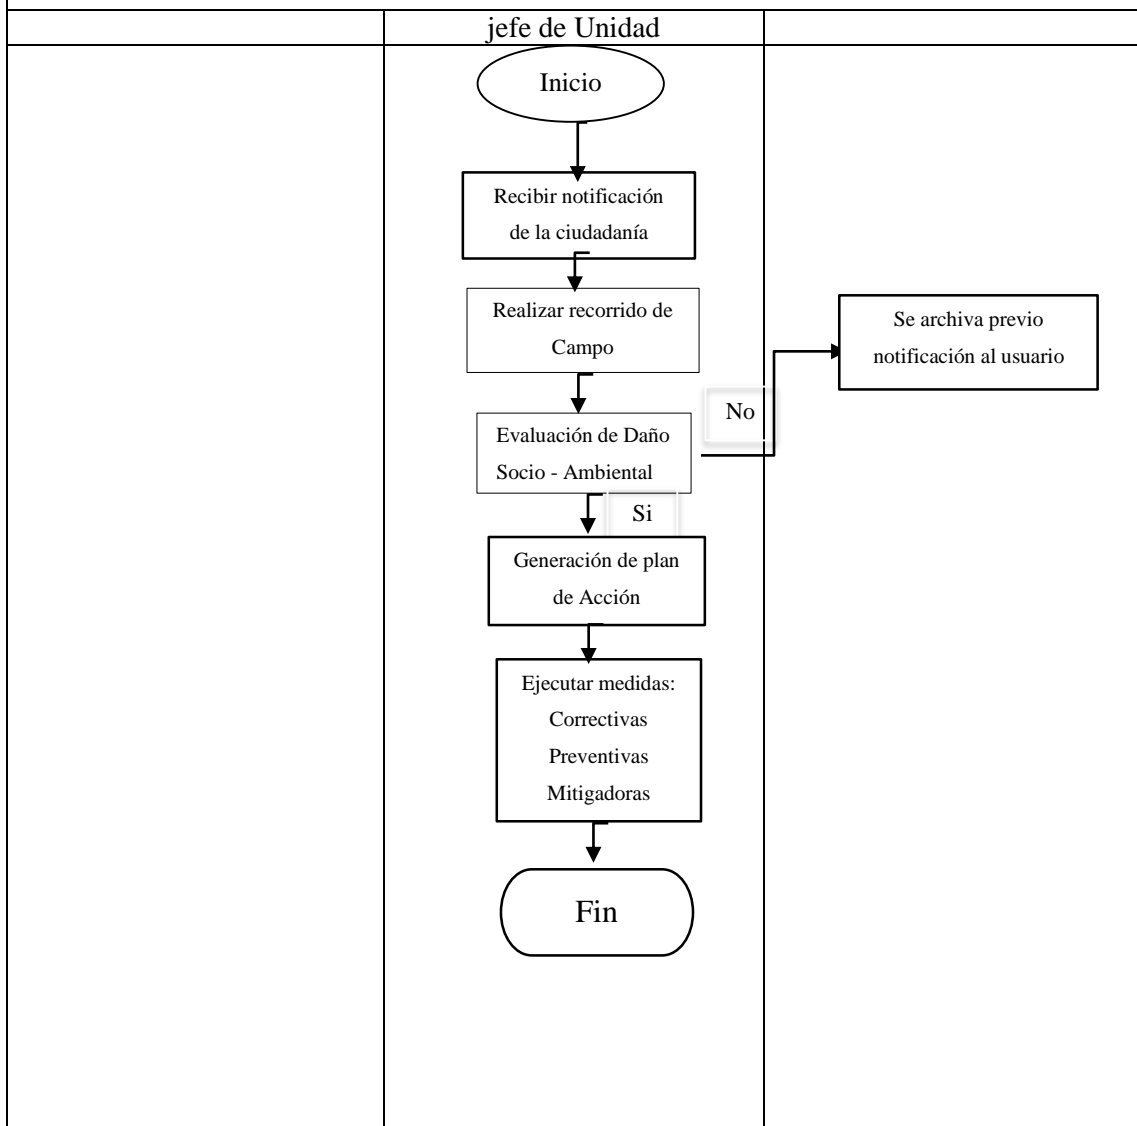 jefe de Unidad
Inicio
Recibir notificación
de la ciudadanía
Realizar recorrido de
Campo
Se archiva previo
notificación al usuario
No
Evaluación de Daño
Socio - Ambiental
Si
Generación de plan
de Acción
Ejecutar medidas:
Correctivas
Preventivas
Mitigadoras
Fin